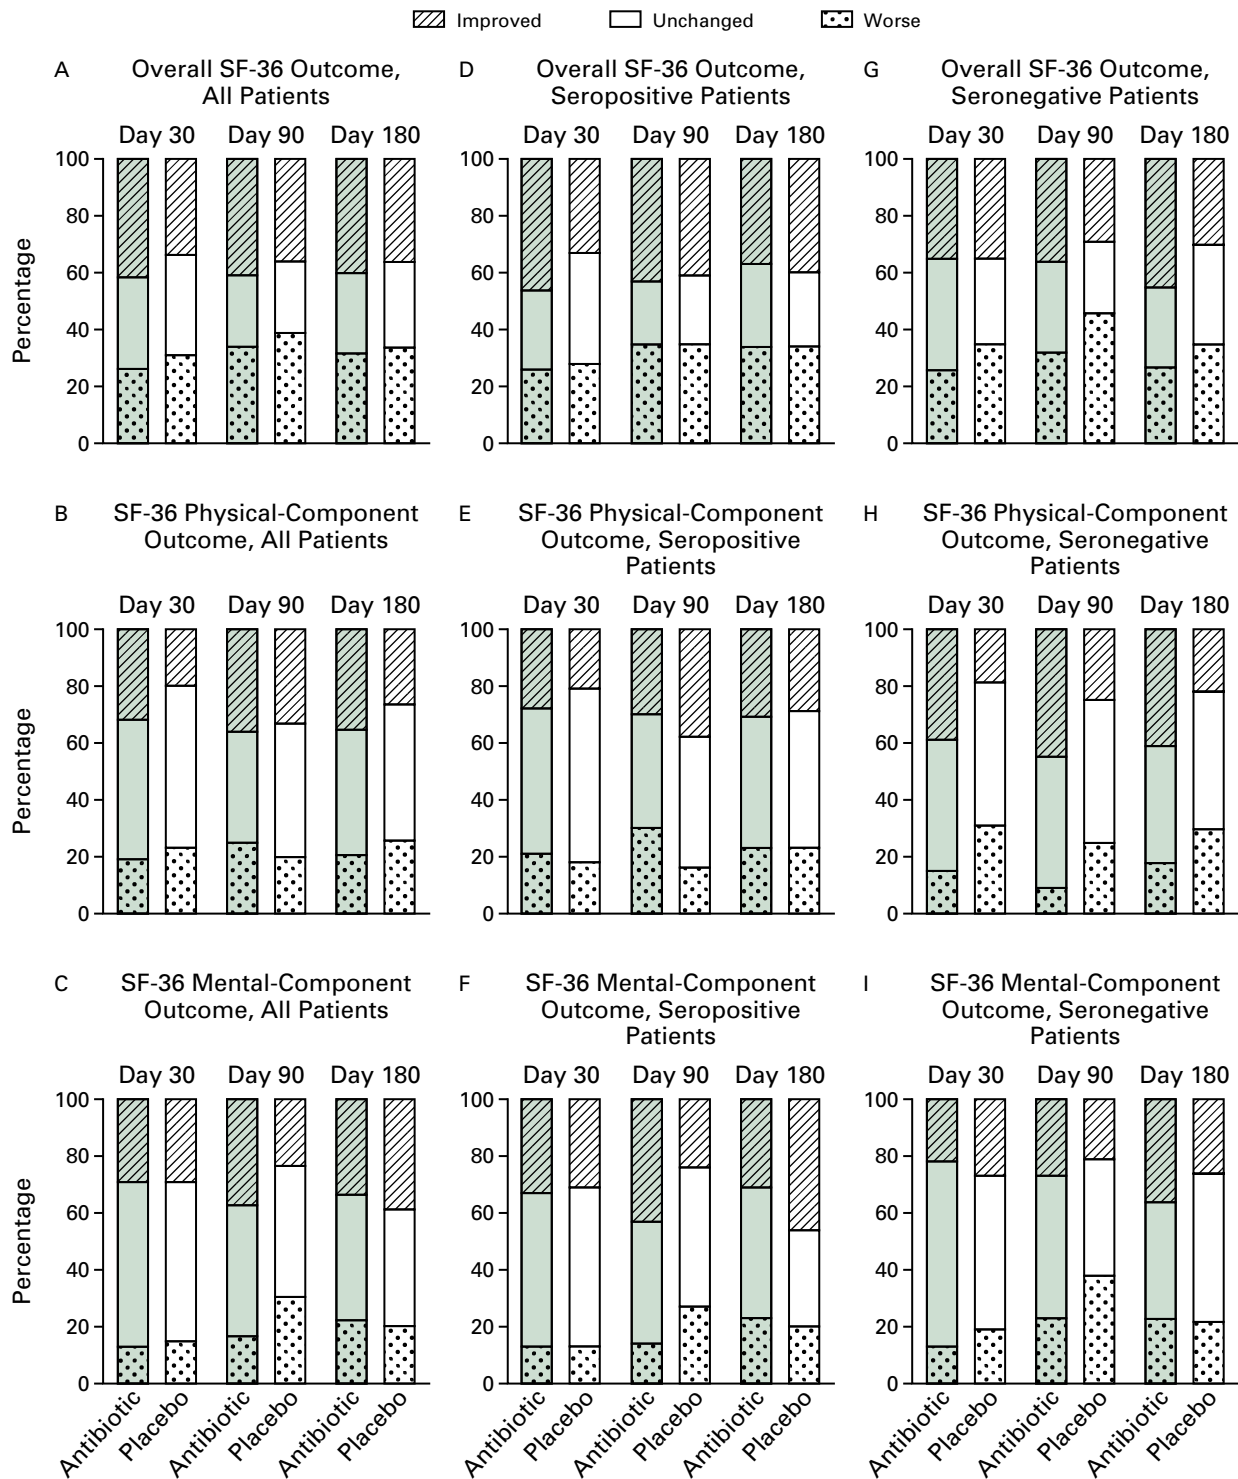 Improved Unchanged Worse
A Overall SF-36 Outcome,
All Patients
Day 30 Day 90 Day 180
Percentage
100
80
60
40
20
0
D Overall SF-36 Outcome,
Seropositive Patients
Day 30 Day 90 Day 180
100
80
60
40
20
0
G Overall SF-36 Outcome,
Seronegative Patients
Day 30 Day 90 Day 180
100
80
60
40
20
0
B SF-36 Physical-Component
Outcome, All Patients
Day 30 Day 90 Day 180
Percentage
100
80
60
40
20
0
E SF-36 Physical-Component
Outcome, Seropositive
Patients
Day 30 Day 90 Day 180
100
80
60
40
20
0
H SF-36 Physical-Component
Outcome, Seronegative
Patients
Day 30 Day 90 Day 180
100
80
60
40
20
0
C SF-36 Mental-Component
Outcome, All Patients
Day 30 Day 90 Day 180
Percentage
100
80
60
40
20
0
Antibiotic
Placebo
Antibiotic
Placebo
Antibiotic
Placebo
F SF-36 Mental-Component
Outcome, Seropositive
Patients
Day 30 Day 90 Day 180
100
80
60
40
20
0
Antibiotic
Placebo
Antibiotic
Placebo
Antibiotic
Placebo
I SF-36 Mental-Component
Outcome, Seronegative
Patients
Day 30 Day 90 Day 180
100
80
60
40
20
0
Antibiotic
Placebo
Antibiotic
Placebo
Antibiotic
Placebo